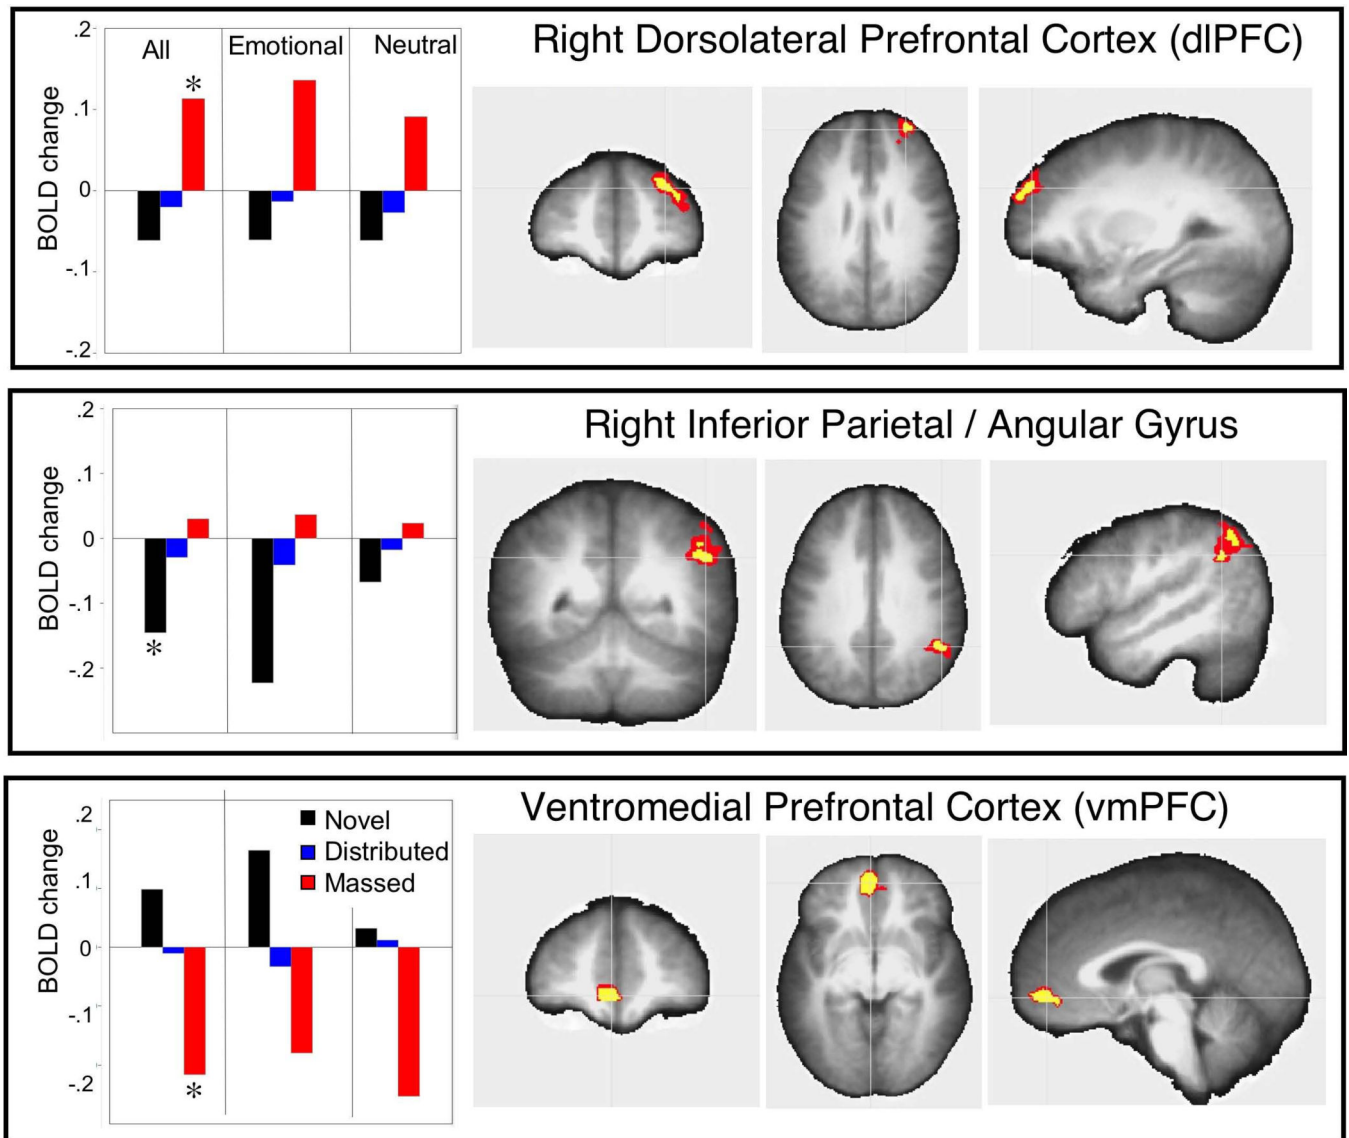 Right Dorsolateral Prefrontal Cortex (dlPFC)
All
Emotional
Neutral
*
.2
.1
0
-.1
-.2
BOLD change
Right Inferior Parietal / Angular Gyrus
.2
.1
0
-.1
-.2
BOLD change
*
Ventromedial Prefrontal Cortex (vmPFC)
.2
.1
0
-.1
-.2
BOLD change
Novel
Distributed
Massed
*